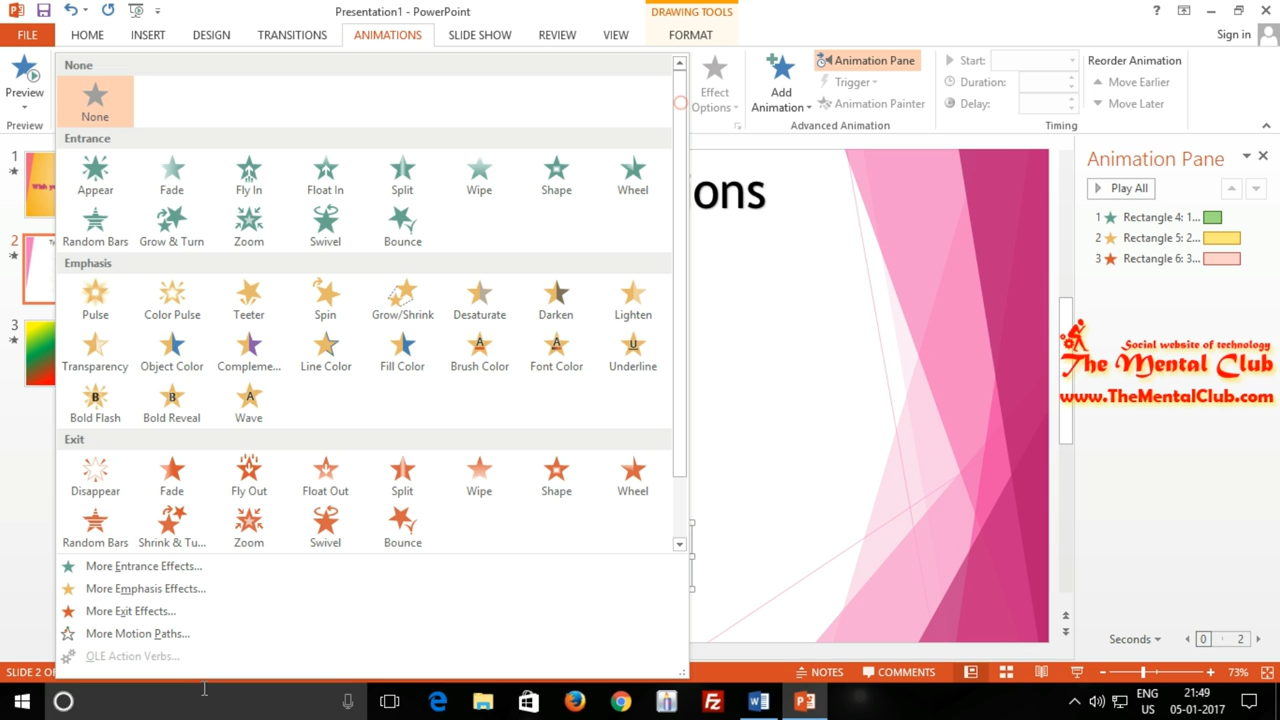 Presentation1 - PowerPoint
DRAWING TOOLS
Sign in
FILE HOME INSERT DESIGN TRANSITIONS ANIMATIONS SLIDE SHOW REVIEW VIEW FORMAT
Preview
Preview
None
None
Entrance
Appear Fade Fly In Float In Split Wipe Shape Wheel
Random Bars Grow & Turn Zoom Swivel Bounce
Emphasis
Pulse Color Pulse Teeter Spin Grow/Shrink Desaturate Darken Lighten
Transparency Object Color Compleme... Line Color Fill Color Brush Color Font Color Underline
Bold Flash Bold Reveal Wave
Exit
Disappear Fade Fly Out Float Out Split Wipe Shape Wheel
Random Bars Shrink & Tu... Zoom Swivel Bounce
More Entrance Effects...
More Emphasis Effects...
More Exit Effects...
More Motion Paths...
OLE Action Verbs...
Effect
Options
Add
Animation
Animation Pane
Trigger
Animation Painter
Advanced Animation
Start:
Duration:
Delay:
Reorder Animation
Move Earlier
Move Later
Timing
1
2
3
ons
Animation Pane
Play All
1 Rectangle 4: 1...
2 Rectangle 5: 2...
3 Rectangle 6: 3...
Social website of technology
The Mental Club
www.TheMentalClub.com
Seconds 0 2
SLIDE 2 OF
NOTES COMMENTS 73%
ENG
US
21:49
05-01-2017